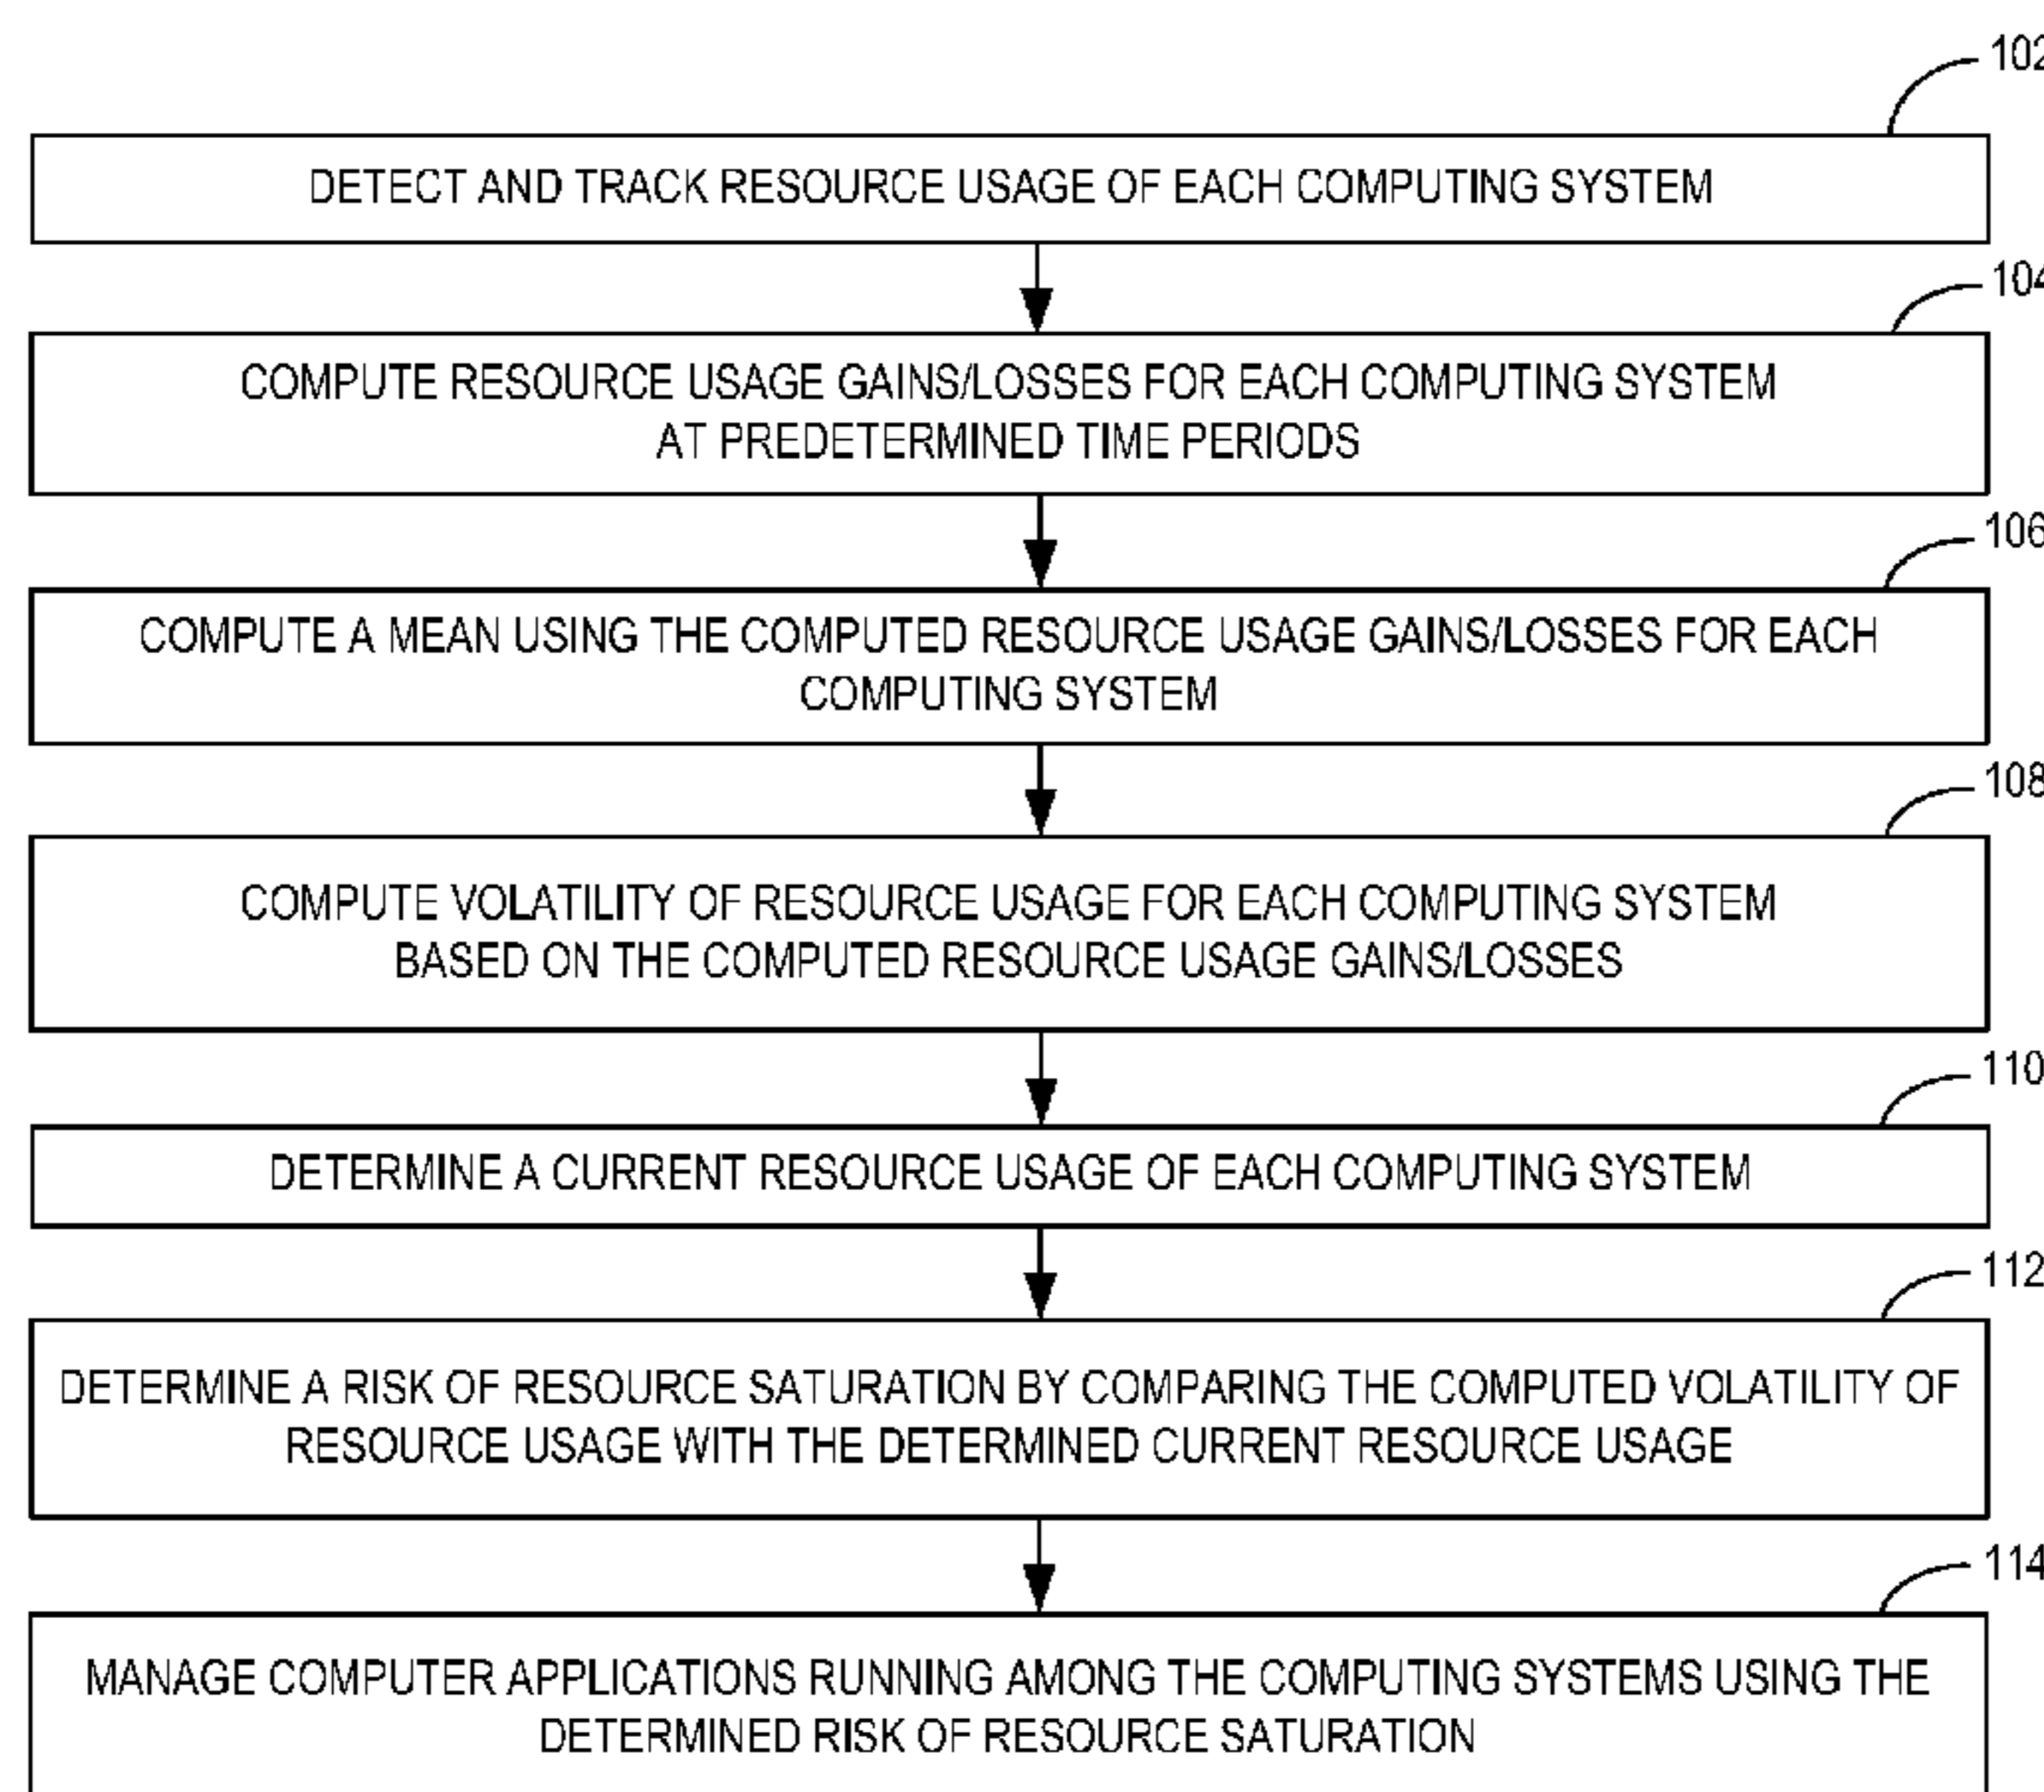 102
DETECT AND TRACK RESOURCE USAGE OF EACH COMPUTING SYSTEM
104
COMPUTE RESOURCE USAGE GAINS/LOSSES FOR EACH COMPUTING SYSTEM
AT PREDETERMINED TIME PERIODS
106
COMPUTE A MEAN USING THE COMPUTED RESOURCE USAGE GAINS/LOSSES FOR EACH
COMPUTING SYSTEM
108
COMPUTE VOLATILITY OF RESOURCE USAGE FOR EACH COMPUTING SYSTEM
BASED ON THE COMPUTED RESOURCE USAGE GAINS/LOSSES
110
DETERMINE A CURRENT RESOURCE USAGE OF EACH COMPUTING SYSTEM
112
DETERMINE A RISK OF RESOURCE SATURATION BY COMPARING THE COMPUTED VOLATILITY OF
RESOURCE USAGE WITH THE DETERMINED CURRENT RESOURCE USAGE
114
MANAGE COMPUTER APPLICATIONS RUNNING AMONG THE COMPUTING SYSTEMS USING THE
DETERMINED RISK OF RESOURCE SATURATION